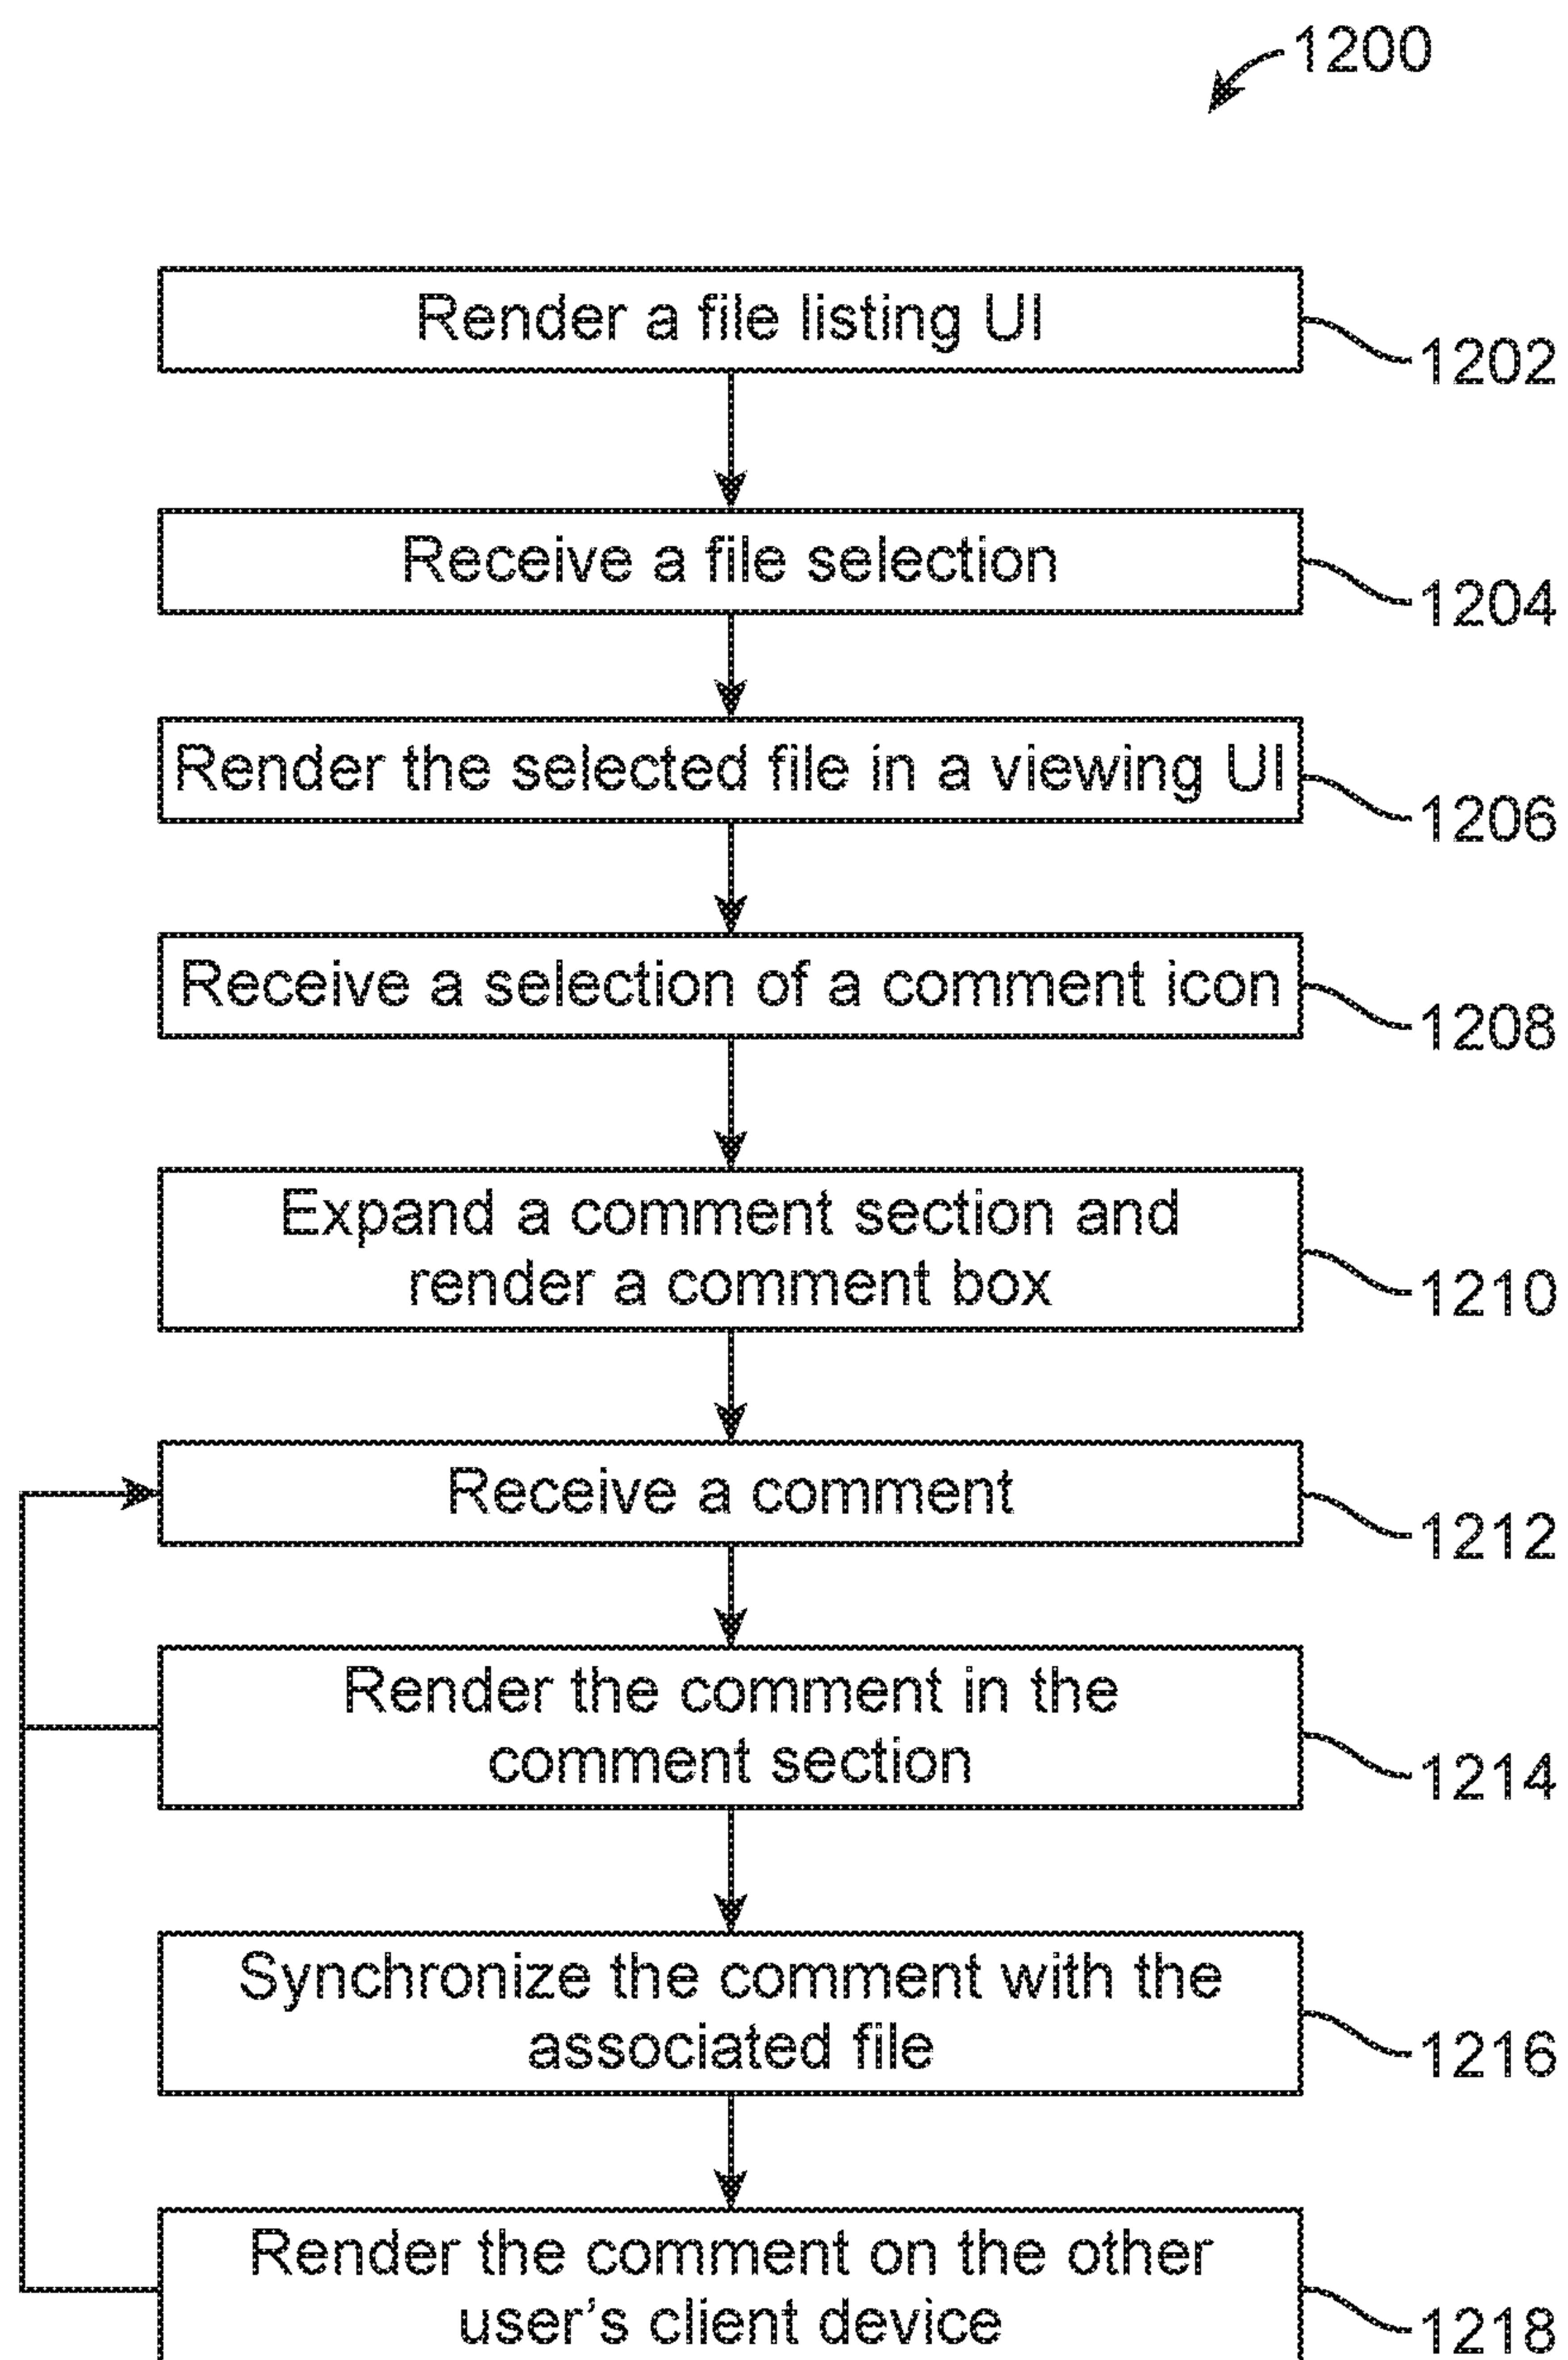 1200
Render a file listing UI
1202
Receive a file selection
1204
Render the selected file in a viewing UI
1206
Receive a selection of a comment icon
1208
Expand a comment section and
render a comment box
1210
Receive a comment
1212
Render the comment in the
comment section
1214
Synchronize the comment with the
associated file
1216
Render the comment on the other
user's client device
1218